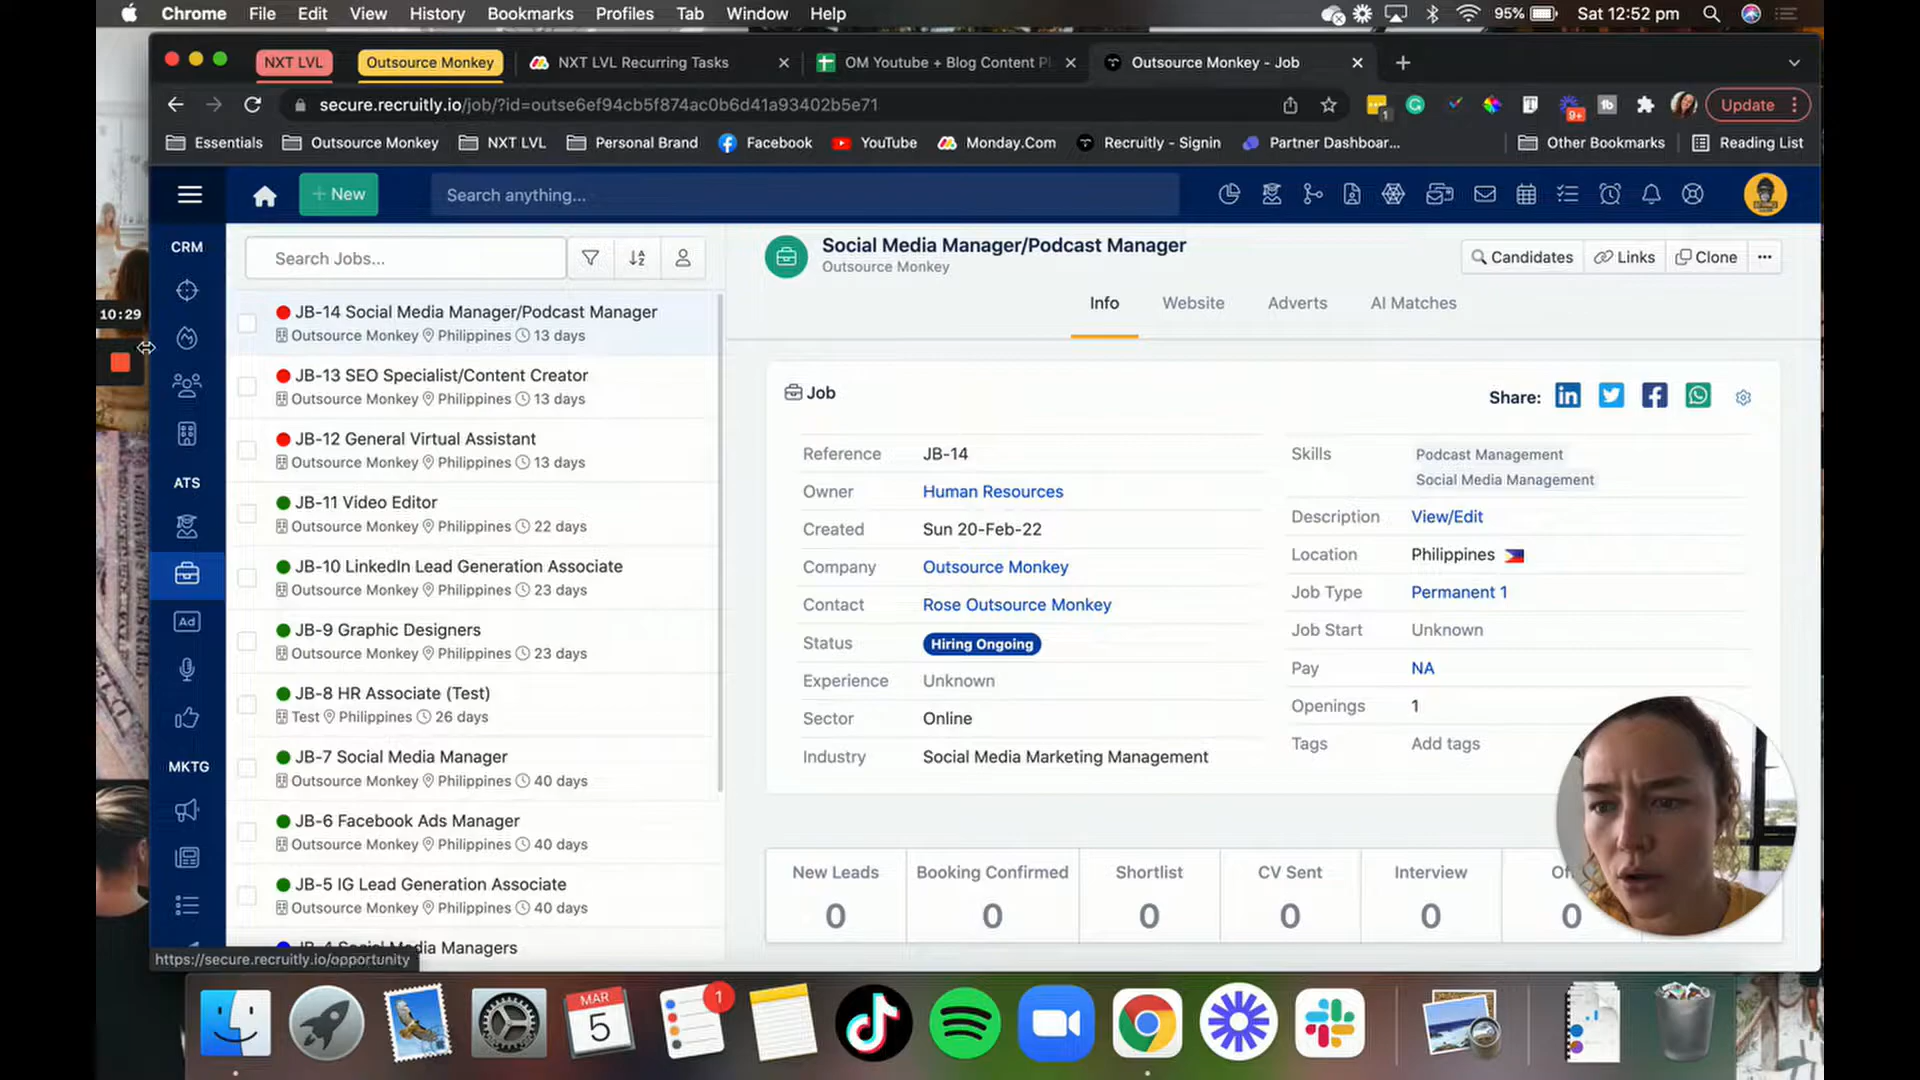 Chrome File Edit View History Bookmarks Profiles Tab Window Help 95% Sat 12:52 pm
NXT LVL Outsource Monkey NXT LVL Recurring Tasks OM Youtube + Blog Content Outsource Monkey - Job
secure.recruitly.io/job/?id=outse6ef94cb5f874ac0b6d41a93402b5e71 1 9+ Update
Essentials Outsource Monkey NXT LVL Personal Brand Facebook YouTube Monday.Com Recruitly - Signin Partner Dashboar... Other Bookmarks Reading List
+ New Search anything...
CRM
ATS
Ad
MKTG
10:29
Search Jobs...
JB-14 Social Media Manager/Podcast Manager
Outsource Monkey Philippines 13 days
JB-13 SEO Specialist/Content Creator
Outsource Monkey Philippines 13 days
JB-12 General Virtual Assistant
Outsource Monkey Philippines 13 days
JB-11 Video Editor
Outsource Monkey Philippines 22 days
JB-10 LinkedIn Lead Generation Associate
Outsource Monkey Philippines 23 days
JB-9 Graphic Designers
Outsource Monkey Philippines 23 days
JB-8 HR Associate (Test)
Test Philippines 26 days
JB-7 Social Media Manager
Outsource Monkey Philippines 40 days
JB-6 Facebook Ads Manager
Outsource Monkey Philippines 40 days
JB-5 IG Lead Generation Associate
Outsource Monkey Philippines 40 days
JB-4 Social Media Managers
https://secure.recruitly.io/opportunity
Social Media Manager/Podcast Manager
Outsource Monkey
Candidates Links Clone ...
Info Website Adverts AI Matches
Job
Share:
Reference JB-14
Owner Human Resources
Created Sun 20-Feb-22
Company Outsource Monkey
Contact Rose Outsource Monkey
Status Hiring Ongoing
Experience Unknown
Sector Online
Industry Social Media Marketing Management
Skills Podcast Management
Social Media Management
Description View/Edit
Location Philippines
Job Type Permanent 1
Job Start Unknown
Pay NA
Openings 1
Tags Add tags
New Leads Booking Confirmed Shortlist CV Sent Interview
0 0 0 0 0 0
MAR
5
1